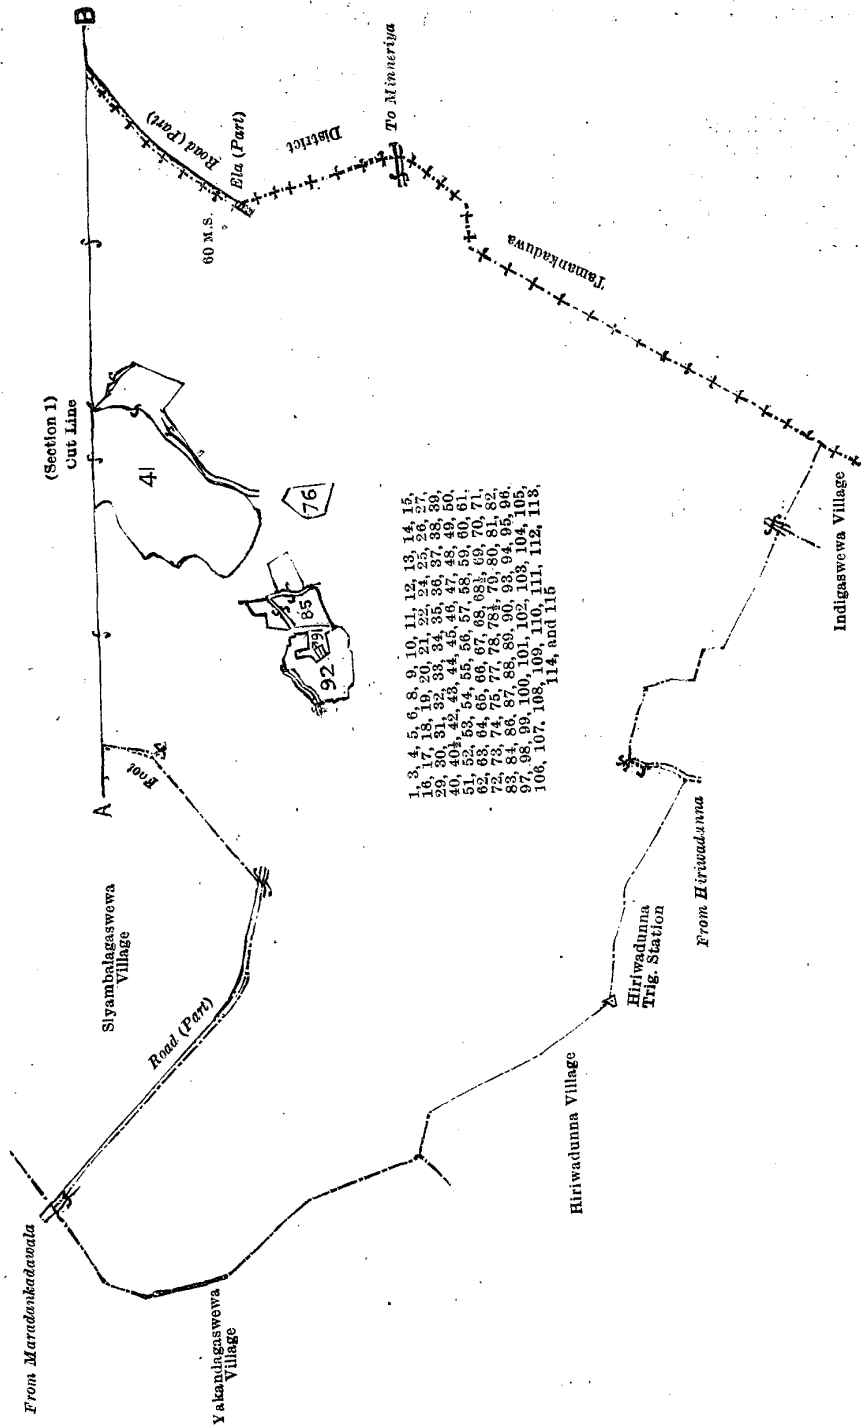 (Section 1)
Cut Line
A
B
Road (Part)
Ela (Part)
60 M.S.
District
To Minneriya
Tamankaduwa
Indigaswewa Village
From Hiriwadunna
Hiriwadunna
Trig. Station
Hiriwadunna Village
Yakandagaswewa
Village
From Maradankadawala
Road (Part)
Siyambalagaswewa
Village
Foot
41
76
85
79
92
1, 3, 4, 5, 6, 8, 9, 10, 11, 12, 13, 14, 15,
16, 17, 18, 19, 20, 21, 22, 24, 25, 26, 27,
29, 30, 31, 32, 33, 34, 35, 36, 37, 38, 39,
40, 40½, 42, 43, 44, 45, 46, 47, 48, 49, 50,
51, 52, 53, 54, 55, 56, 57, 58, 59, 60, 61,
62, 63, 64, 65, 66, 67, 68, 68½, 69, 70, 71,
72, 73, 74, 75, 77, 78, 78½, 79, 80, 81, 82,
83, 84, 86, 87, 88, 89, 90, 93, 94, 95, 96,
97, 98, 99, 100, 101, 102, 103, 104, 105,
106, 107, 108, 109, 110, 111, 112, 113,
114, and 115